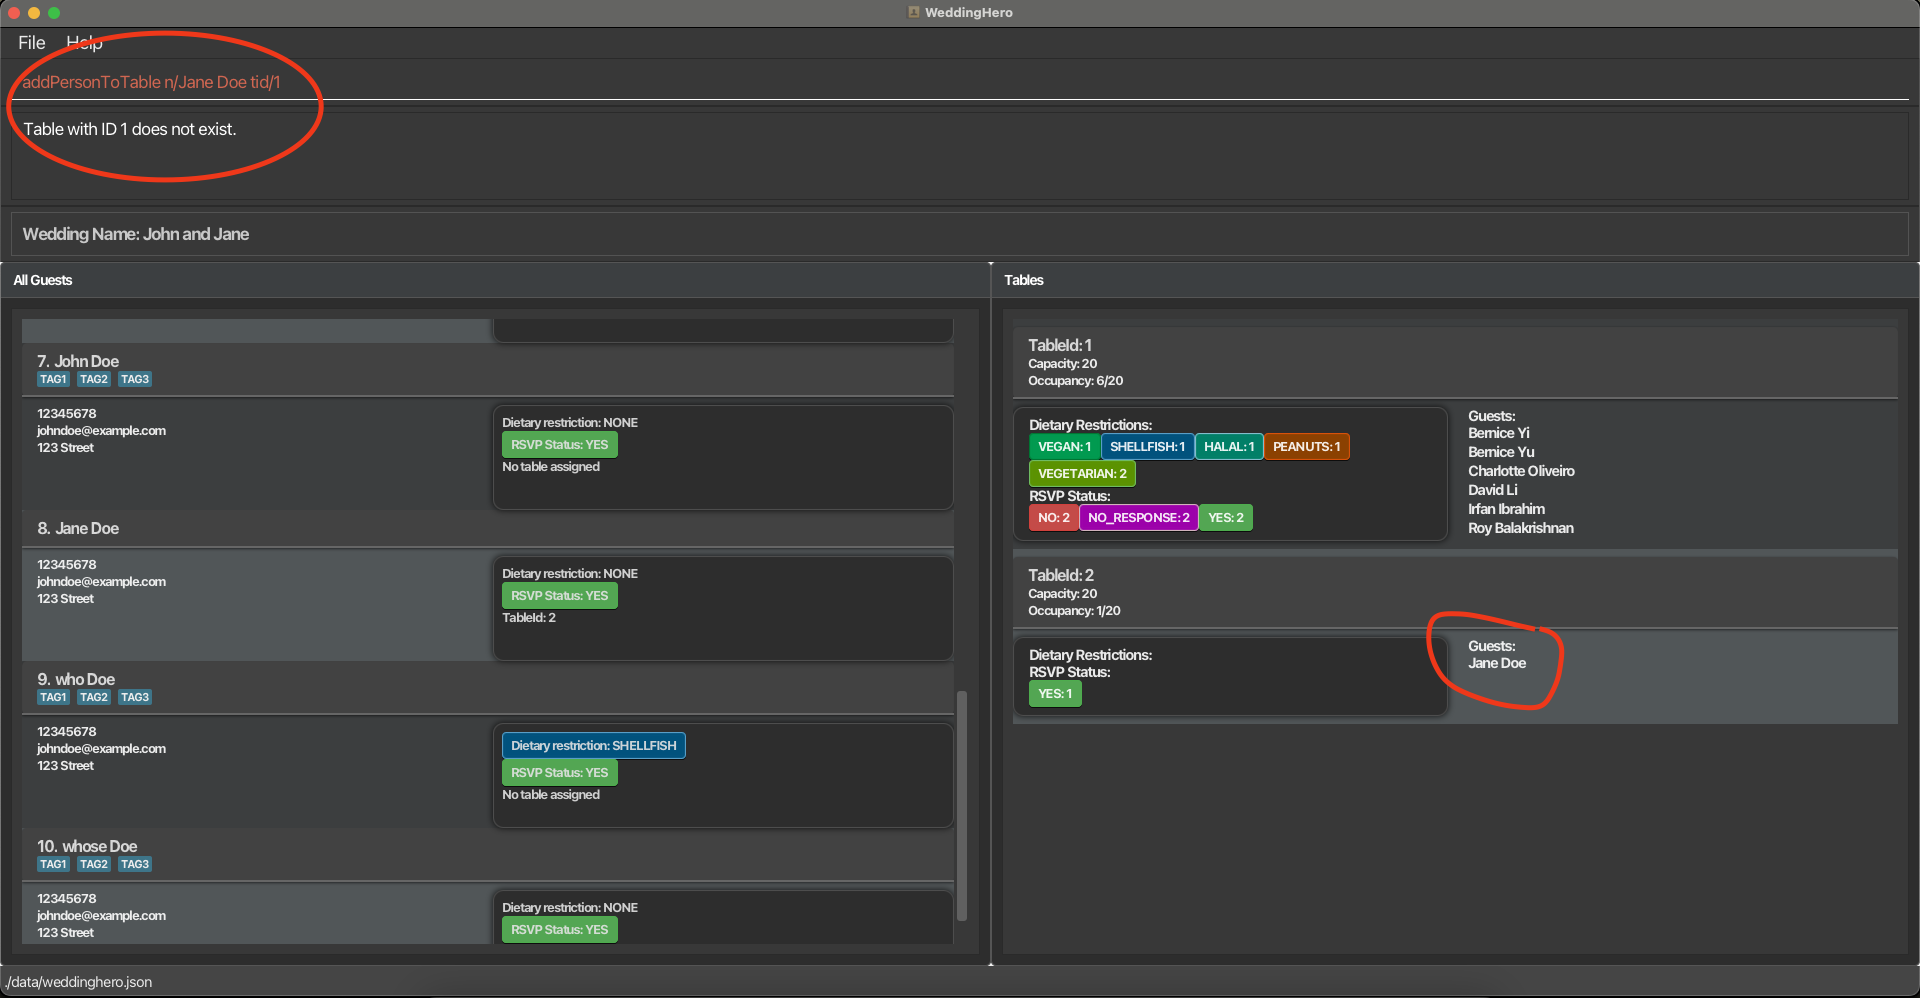 WeddingHero
File Help
addPersonToTable n/Jane Doe tid/1
Table with ID 1 does not exist.
Wedding Name: John and Jane
All Guests
7. John Doe
TAG1 TAG2 TAG3
12345678
johndoe@example.com
123 Street
Dietary restriction: NONE
RSVP Status: YES
No table assigned
8. Jane Doe
12345678
johndoe@example.com
123 Street
Dietary restriction: NONE
RSVP Status: YES
TableId: 2
9. who Doe
TAG1 TAG2 TAG3
12345678
johndoe@example.com
123 Street
Dietary restriction: SHELLFISH
RSVP Status: YES
No table assigned
10. whose Doe
TAG1 TAG2 TAG3
12345678
johndoe@example.com
123 Street
Dietary restriction: NONE
RSVP Status: YES
Tables
TableId: 1
Capacity: 20
Occupancy: 6/20
Dietary Restrictions:
VEGAN: 1 SHELLFISH: 1 HALAL: 1 PEANUTS: 1
VEGETARIAN: 2
RSVP Status:
NO: 2 NO_RESPONSE: 2 YES: 2
Guests:
Bernice Yi
Bernice Yu
Charlotte Oliveiro
David Li
Irfan Ibrahim
Roy Balakrishnan
TableId: 2
Capacity: 20
Occupancy: 1/20
Dietary Restrictions:
RSVP Status:
YES: 1
Guests:
Jane Doe
./data/weddinghero.json